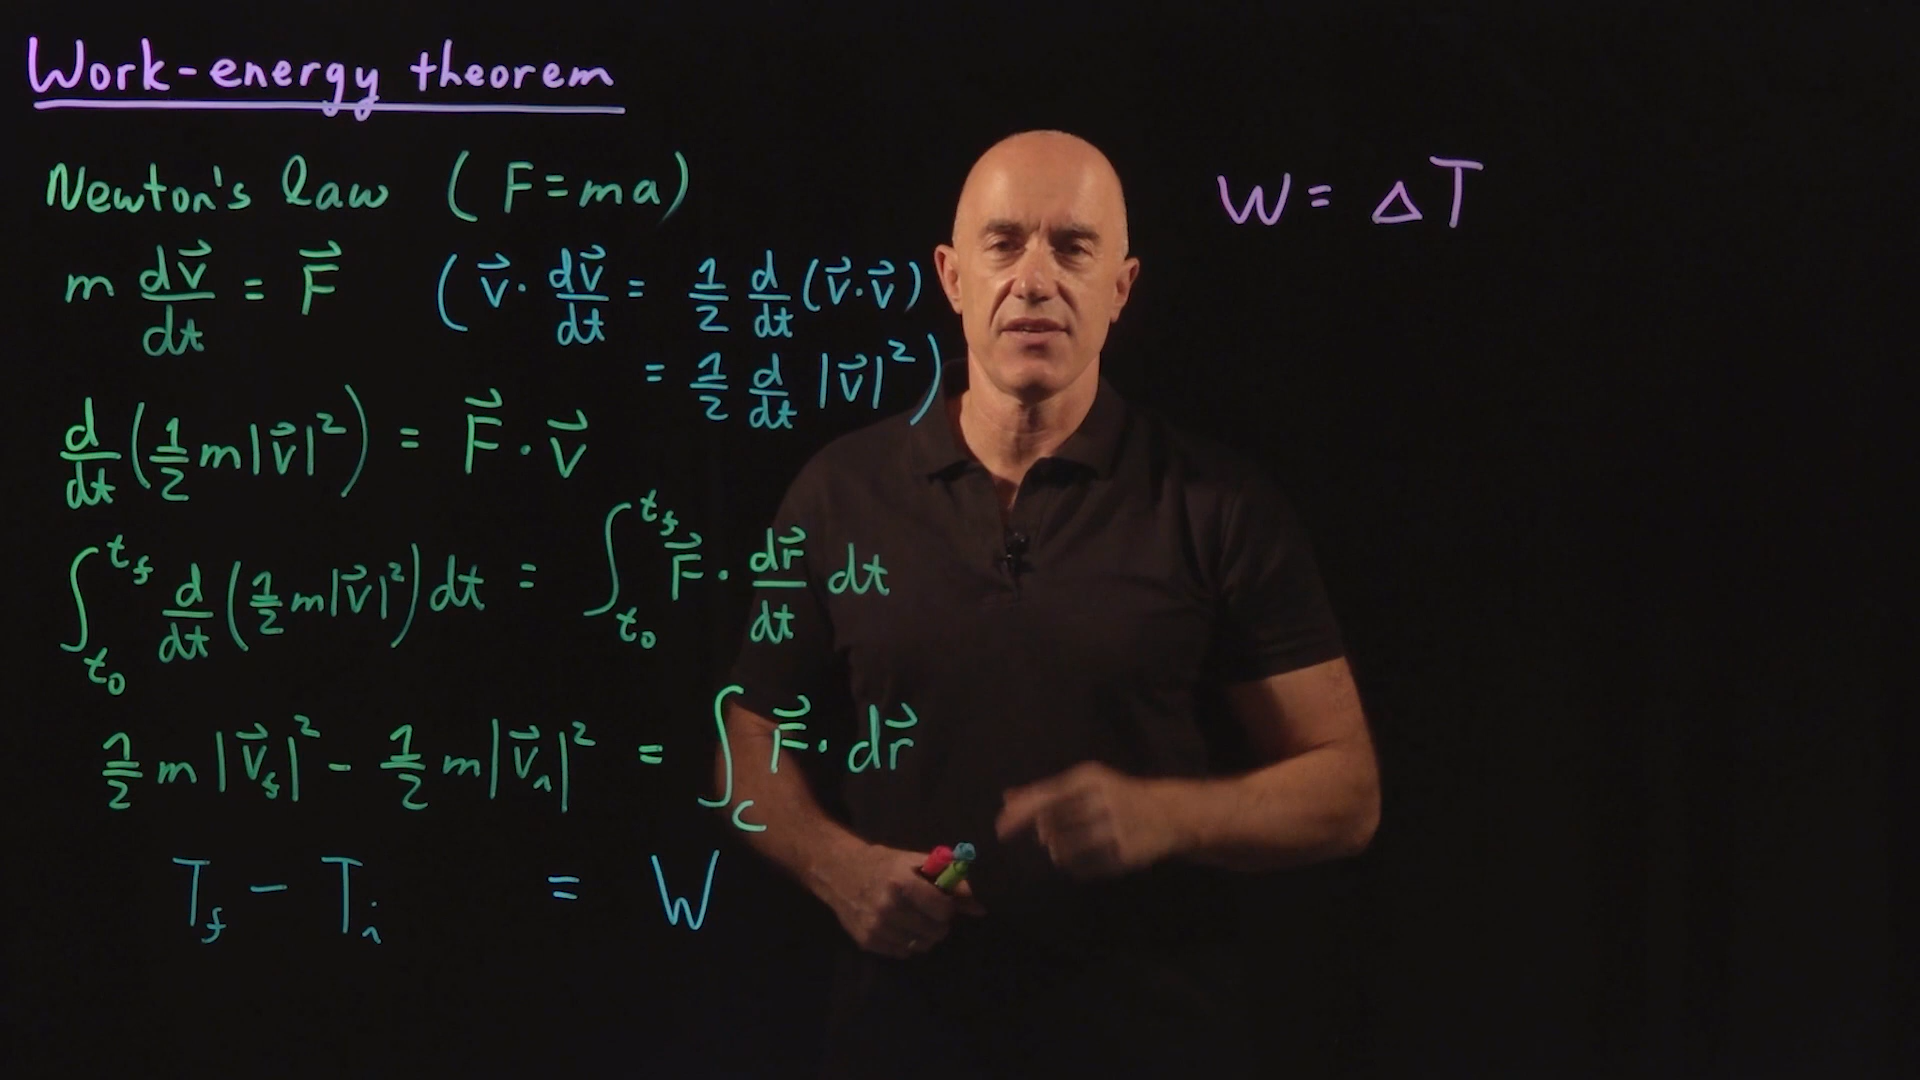 Work-energy theorem
Newton's law (F=ma)
m dv⃗/dt = F⃗ (v⃗ · dv⃗/dt = 1/2 d/dt (v⃗·v⃗)
= 1/2 d/dt |v⃗|²)
d/dt (1/2 m|v⃗|²) = F⃗ · v⃗
∫_{t₀}^{t_f} d/dt (1/2 m|v⃗|²) dt = ∫_{t₀}^{t_f} F⃗ · dr⃗/dt dt
1/2 m |v⃗_f|² - 1/2 m |v⃗_i|² = ∫_C F⃗ · dr⃗
T_f - T_i = W
W = ΔT